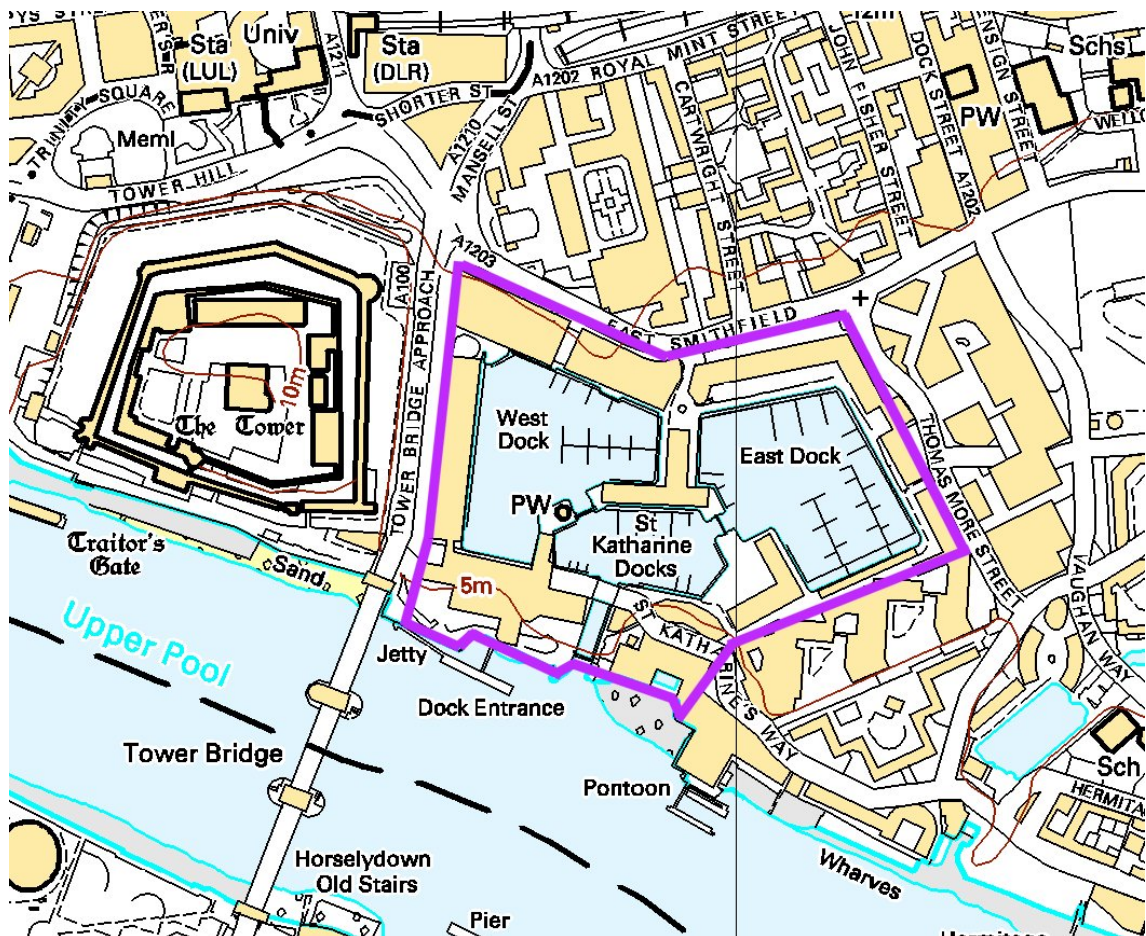 Univ
Sta
(LUL)
A1211
Sta
(DLR)
SHORTER ST
A1202 ROYAL MINT STREET
12m
JOHN FISHER STREET
DOCK STREET
A1202
ENSIGN STREET
Schs
PW
TRINITY SQUARE
Meml
TOWER HILL
A1210
MANSELL ST
CARTWRIGHT STREET
A1203
EAST SMITHFIELD
A100
TOWER BRIDGE APPROACH
10m
The Tower
West
Dock
East Dock
PW
St
Katharine
Docks
THOMAS MORE STREET
Traitor's
Gate
Sand
5m
ST KATHARINE'S WAY
VAUGHAN WAY
Upper Pool
Jetty
Dock Entrance
Tower Bridge
Pontoon
Sch
Wharves
Horselydown
Old Stairs
Pier